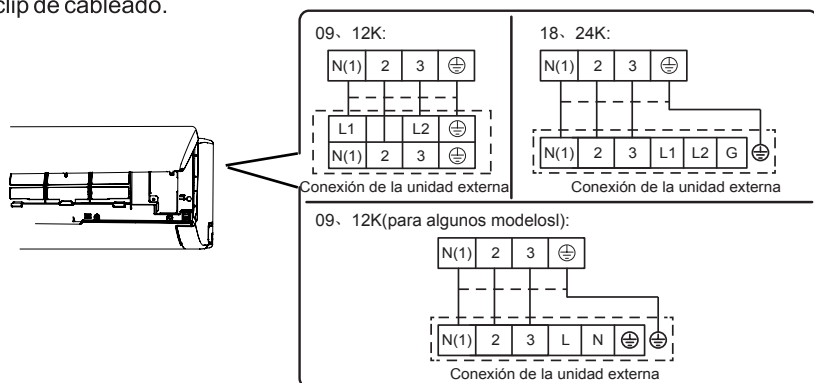 clip de cableado.
09、12K:
N(1) 2 3
L1 L2
N(1) 2 3
Conexión de la unidad externa
18、24K:
N(1) 2 3
N(1) 2 3 L1 L2 G
Conexión de la unidad externa
09、12K(para algunos modelosl):
N(1) 2 3
N(1) 2 3 L N
Conexión de la unidad externa